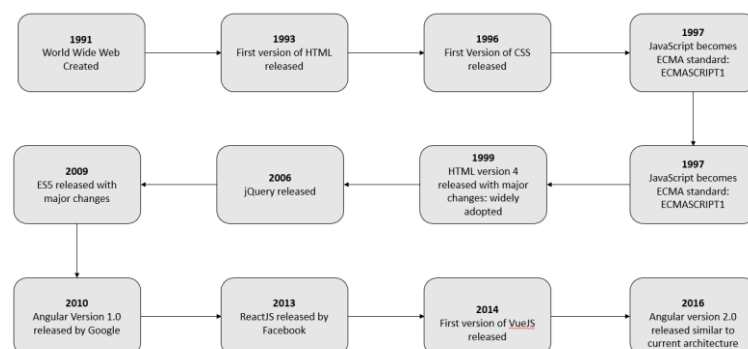 1991
World Wide Web
Created
1993
First version of HTML
released
1996
First Version of CSS
released
1997
JavaScript becomes
ECMA standard:
ECMASCRIPT1
1997
JavaScript becomes
ECMA standard:
ECMASCRIPT1
1999
HTML version 4
released with major
changes: widely
adopted
2006
jQuery released
2009
ES5 released with
major changes
2010
Angular Version 1.0
released by Google
2013
ReactJS released by
Facebook
2014
First version of VueJS
released
2016
Angular version 2.0
released similar to
current architecture